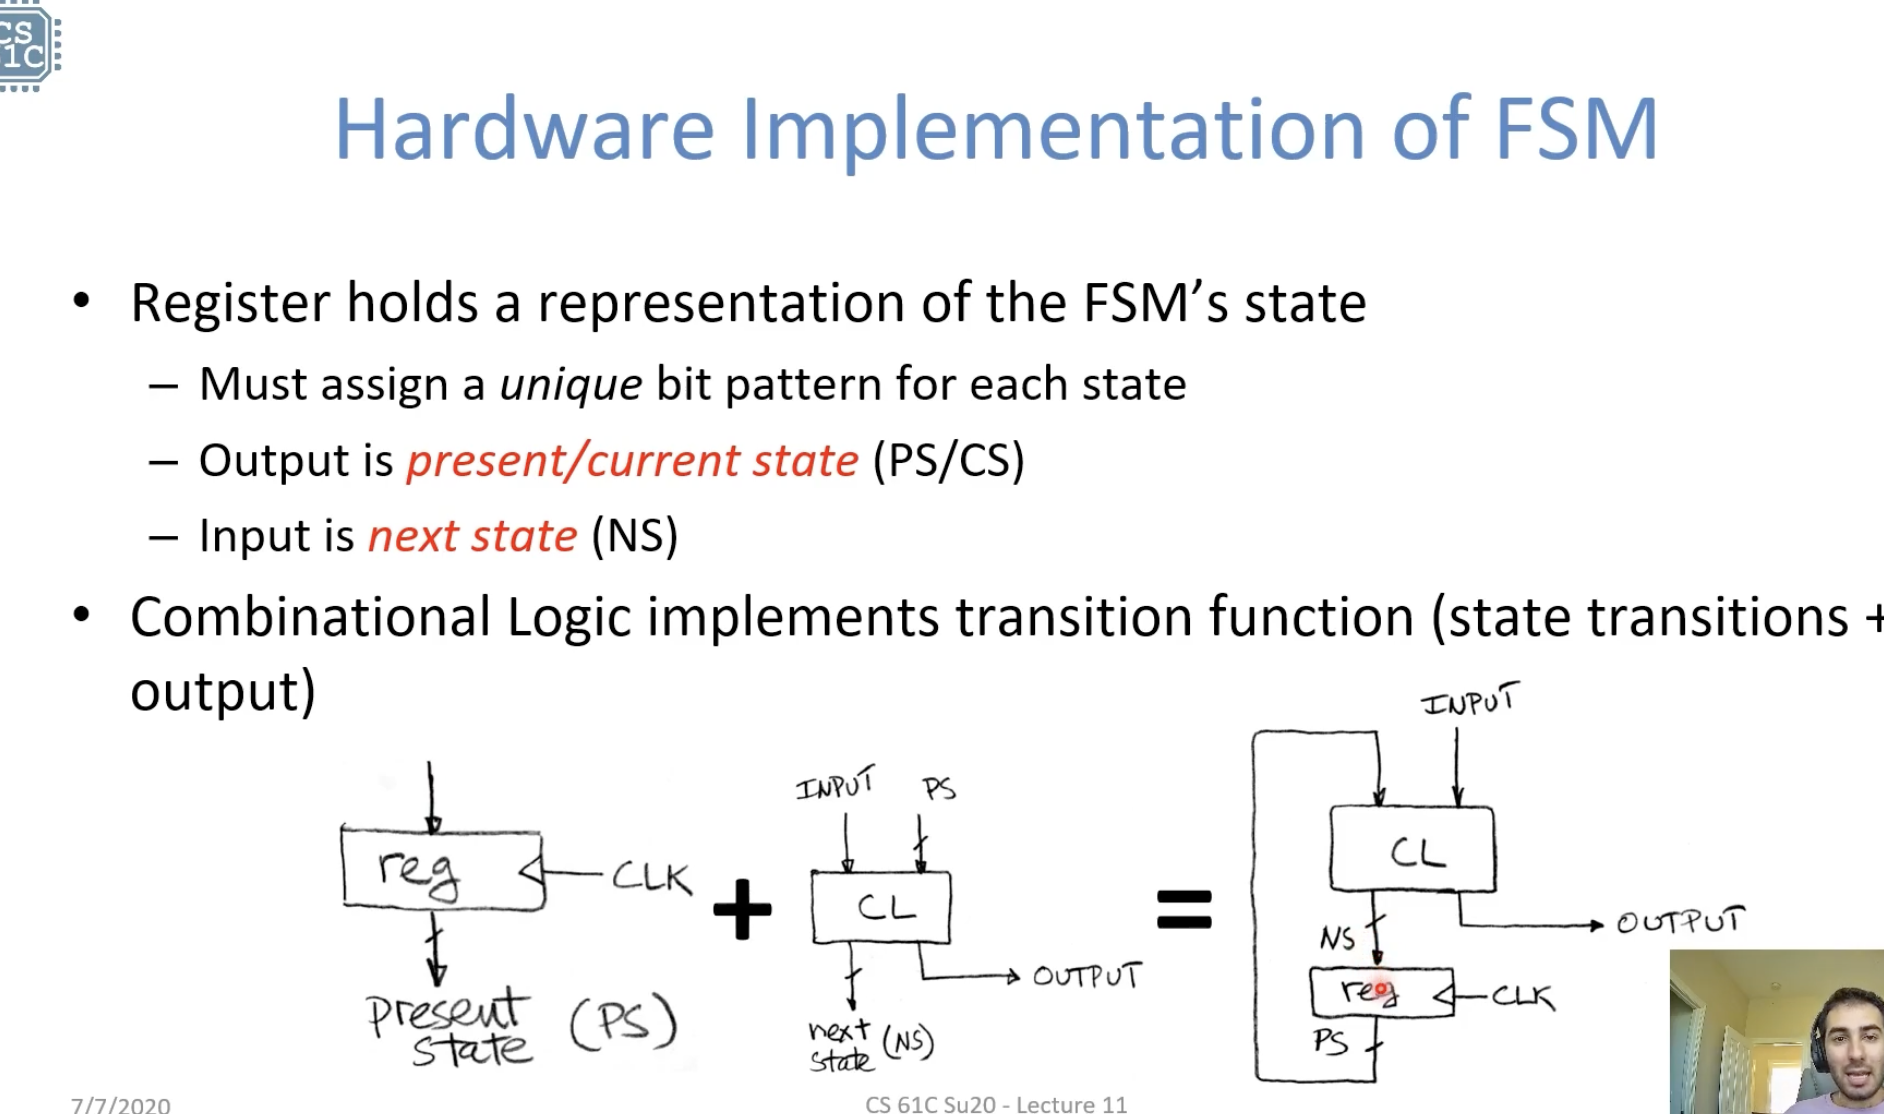 CS
61C
Hardware Implementation of FSM
• Register holds a representation of the FSM’s state
– Must assign a unique bit pattern for each state
– Output is present/current state (PS/CS)
– Input is next state (NS)
• Combinational Logic implements transition function (state transitions +
output)
reg
CLK
present
state
(PS)
+
INPUT
PS
CL
OUTPUT
next
state
(NS)
=
INPUT
CL
OUTPUT
NS
reg
CLK
PS
7/7/2020
CS 61C Su20 - Lecture 11